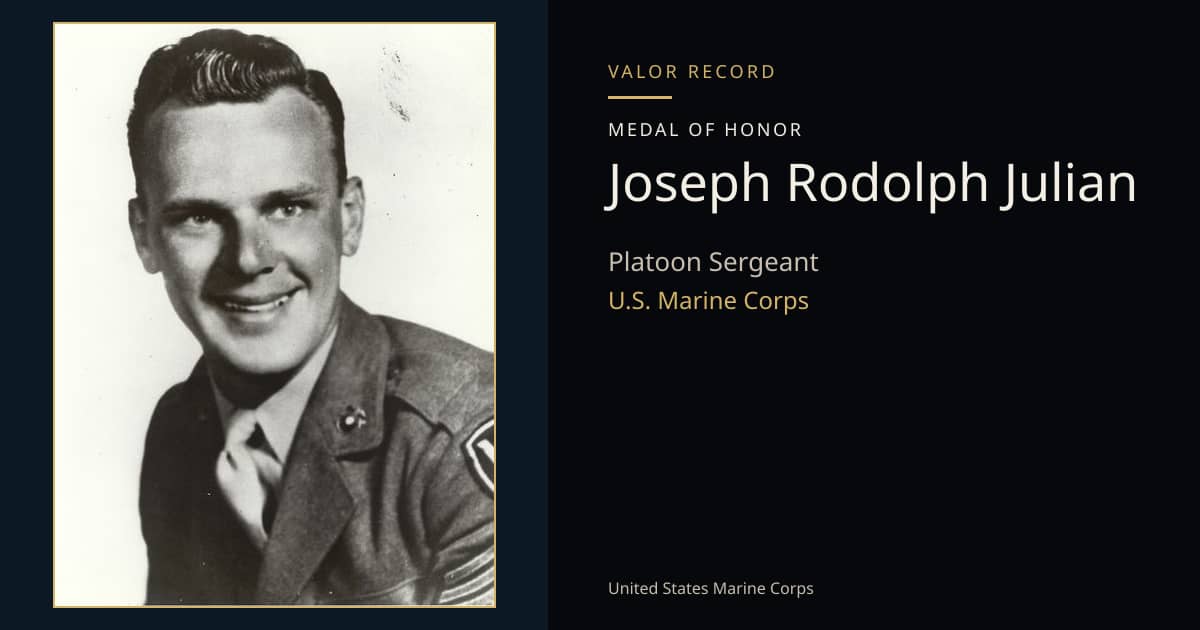 VALOR RECORD
MEDAL OF HONOR
Joseph Rodolph Julian
Platoon Sergeant
U.S. Marine Corps
United States Marine Corps